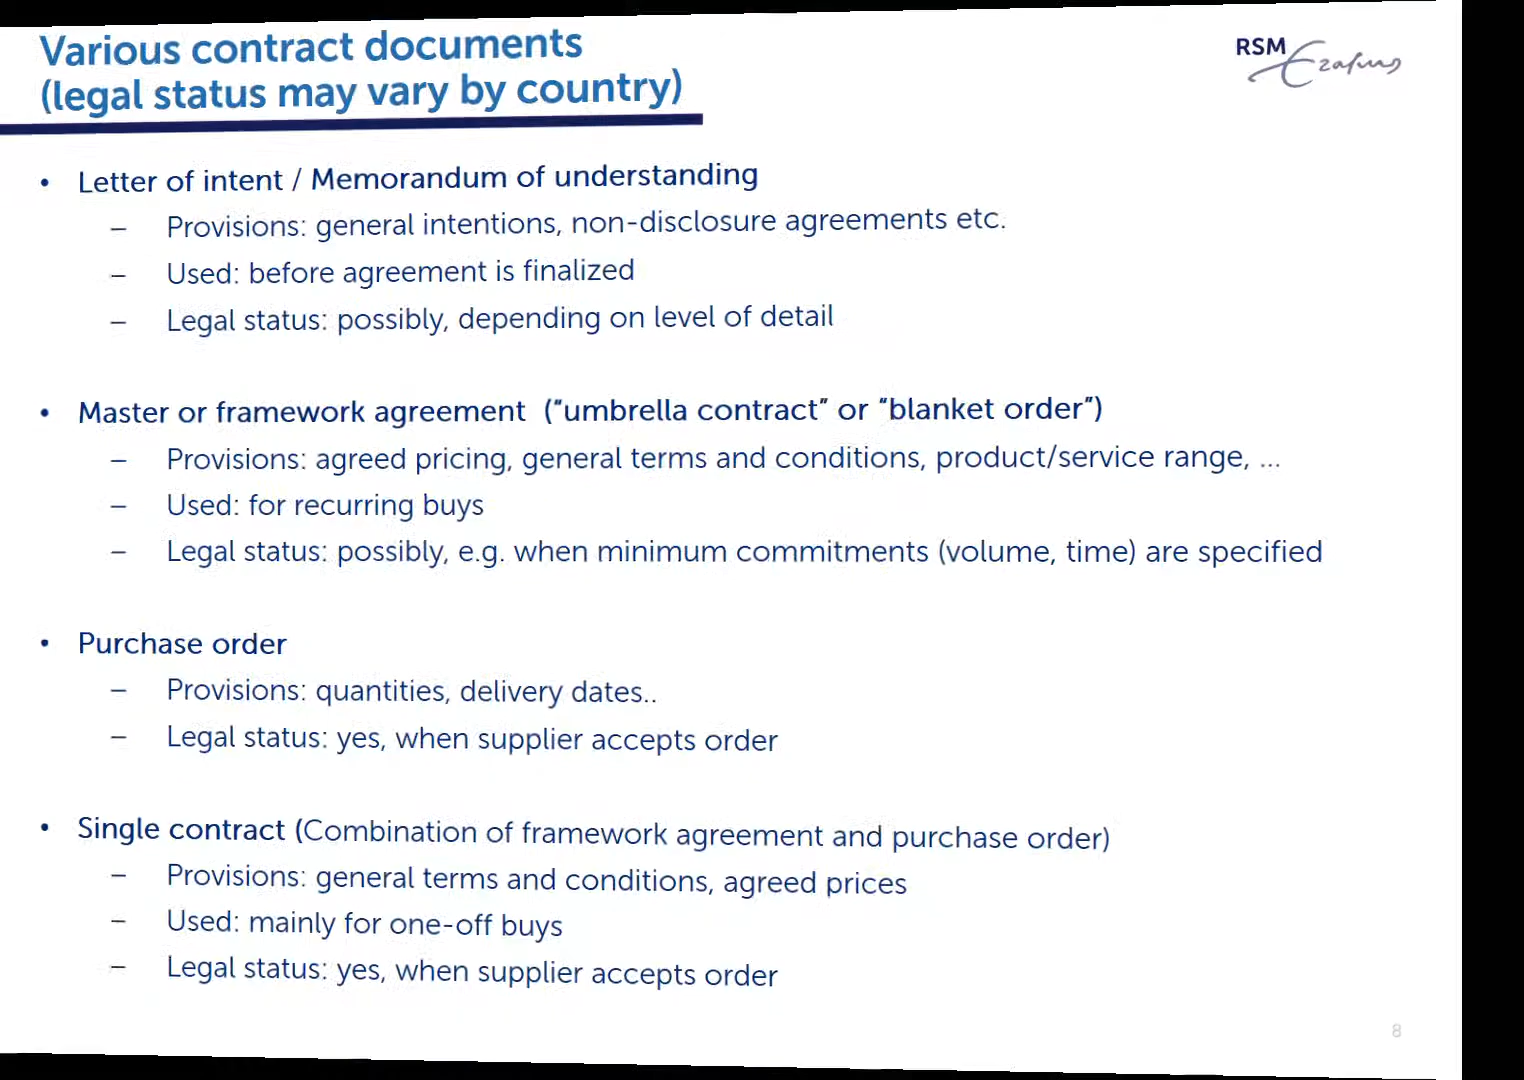 Various contract documents
(legal status may vary by country)
RSM Erasmus
• Letter of intent / Memorandum of understanding
– Provisions: general intentions, non-disclosure agreements etc.
– Used: before agreement is finalized
– Legal status: possibly, depending on level of detail
• Master or framework agreement ("umbrella contract" or "blanket order")
– Provisions: agreed pricing, general terms and conditions, product/service range, ...
– Used: for recurring buys
– Legal status: possibly, e.g. when minimum commitments (volume, time) are specified
• Purchase order
– Provisions: quantities, delivery dates..
– Legal status: yes, when supplier accepts order
• Single contract (Combination of framework agreement and purchase order)
– Provisions: general terms and conditions, agreed prices
– Used: mainly for one-off buys
– Legal status: yes, when supplier accepts order
8